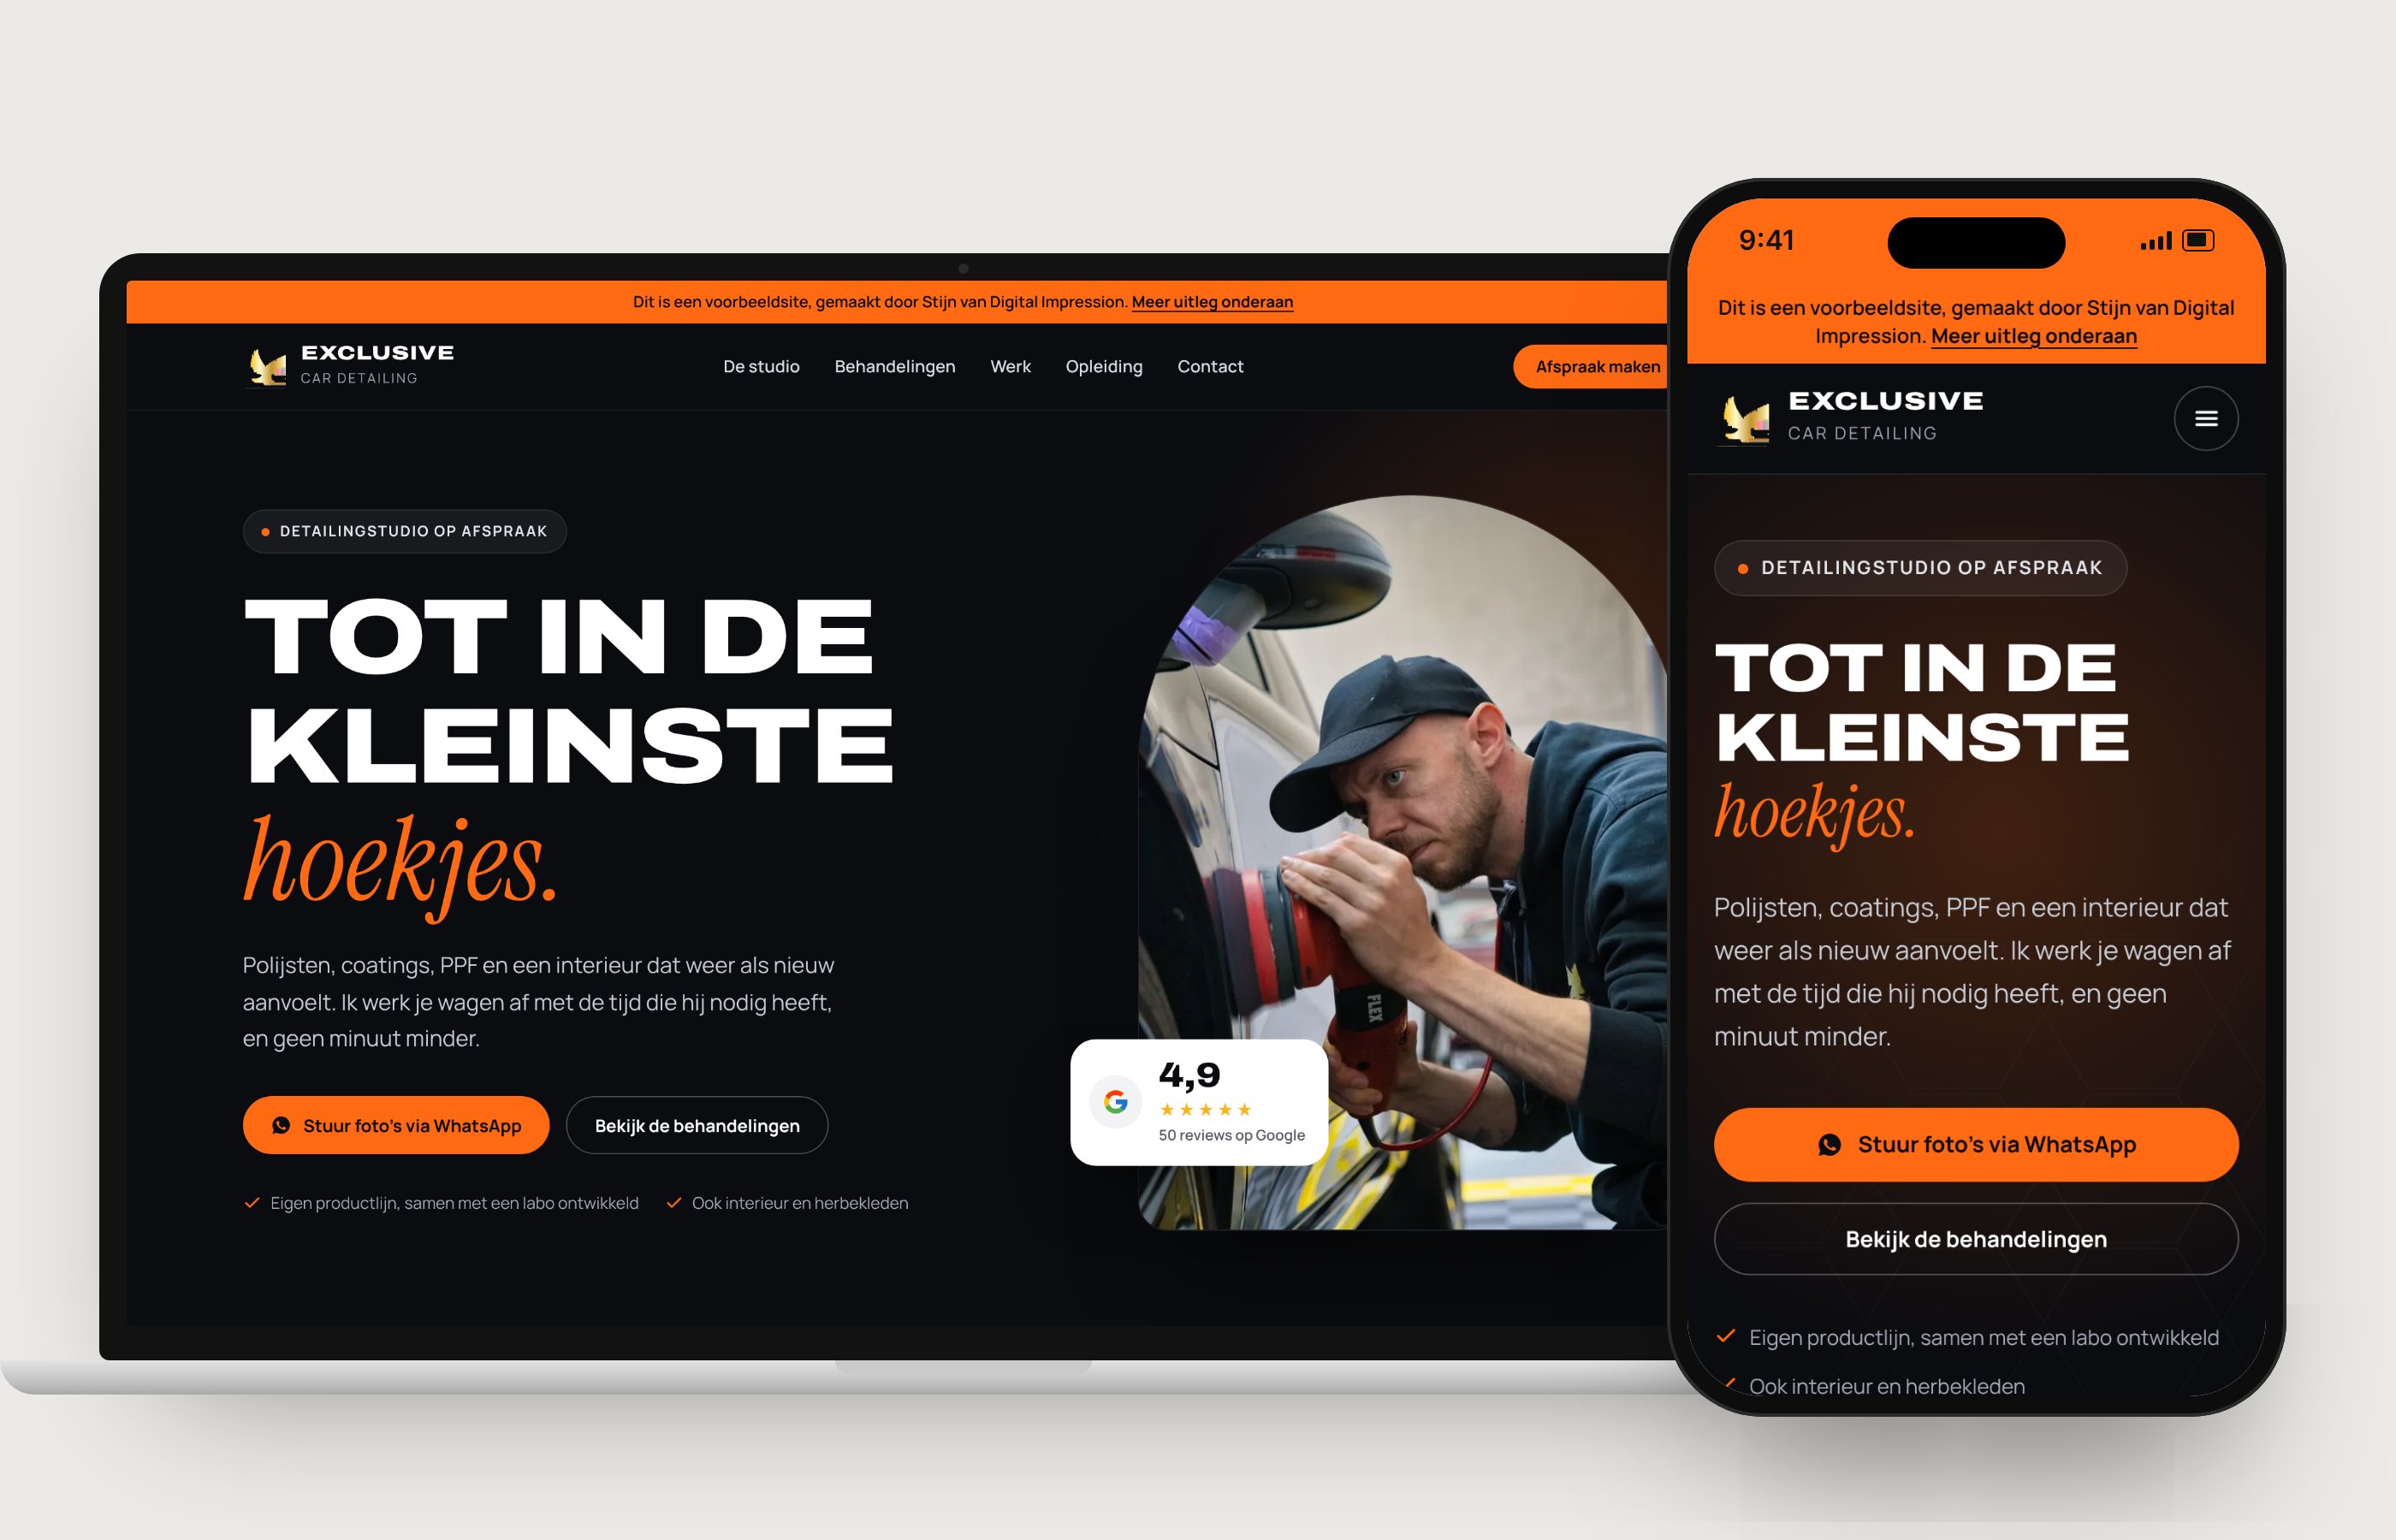 Dit is een voorbeeldsite, gemaakt door Stijn van Digital Impression. Meer uitleg onderaan
EXCLUSIVE
CAR DETAILING
De studio
Behandelingen
Werk
Opleiding
Contact
Afspraak maken
DETAILINGSTUDIO OP AFSPRAAK
TOT IN DE
KLEINSTE
hoekjes.
Polijsten, coatings, PPF en een interieur dat weer als nieuw
aanvoelt. Ik werk je wagen af met de tijd die hij nodig heeft,
en geen minuut minder.
Stuur foto’s via WhatsApp
Bekijk de behandelingen
Eigen productlijn, samen met een labo ontwikkeld
Ook interieur en herbekleden
FLEX
4,9
50 reviews op Google
9:41
Dit is een voorbeeldsite, gemaakt door Stijn van Digital
Impression. Meer uitleg onderaan
EXCLUSIVE
CAR DETAILING
DETAILINGSTUDIO OP AFSPRAAK
TOT IN DE
KLEINSTE
hoekjes.
Polijsten, coatings, PPF en een interieur dat
weer als nieuw aanvoelt. Ik werk je wagen af
met de tijd die hij nodig heeft, en geen
minuut minder.
Stuur foto’s via WhatsApp
Bekijk de behandelingen
Eigen productlijn, samen met een labo ontwikkeld
Ook interieur en herbekleden